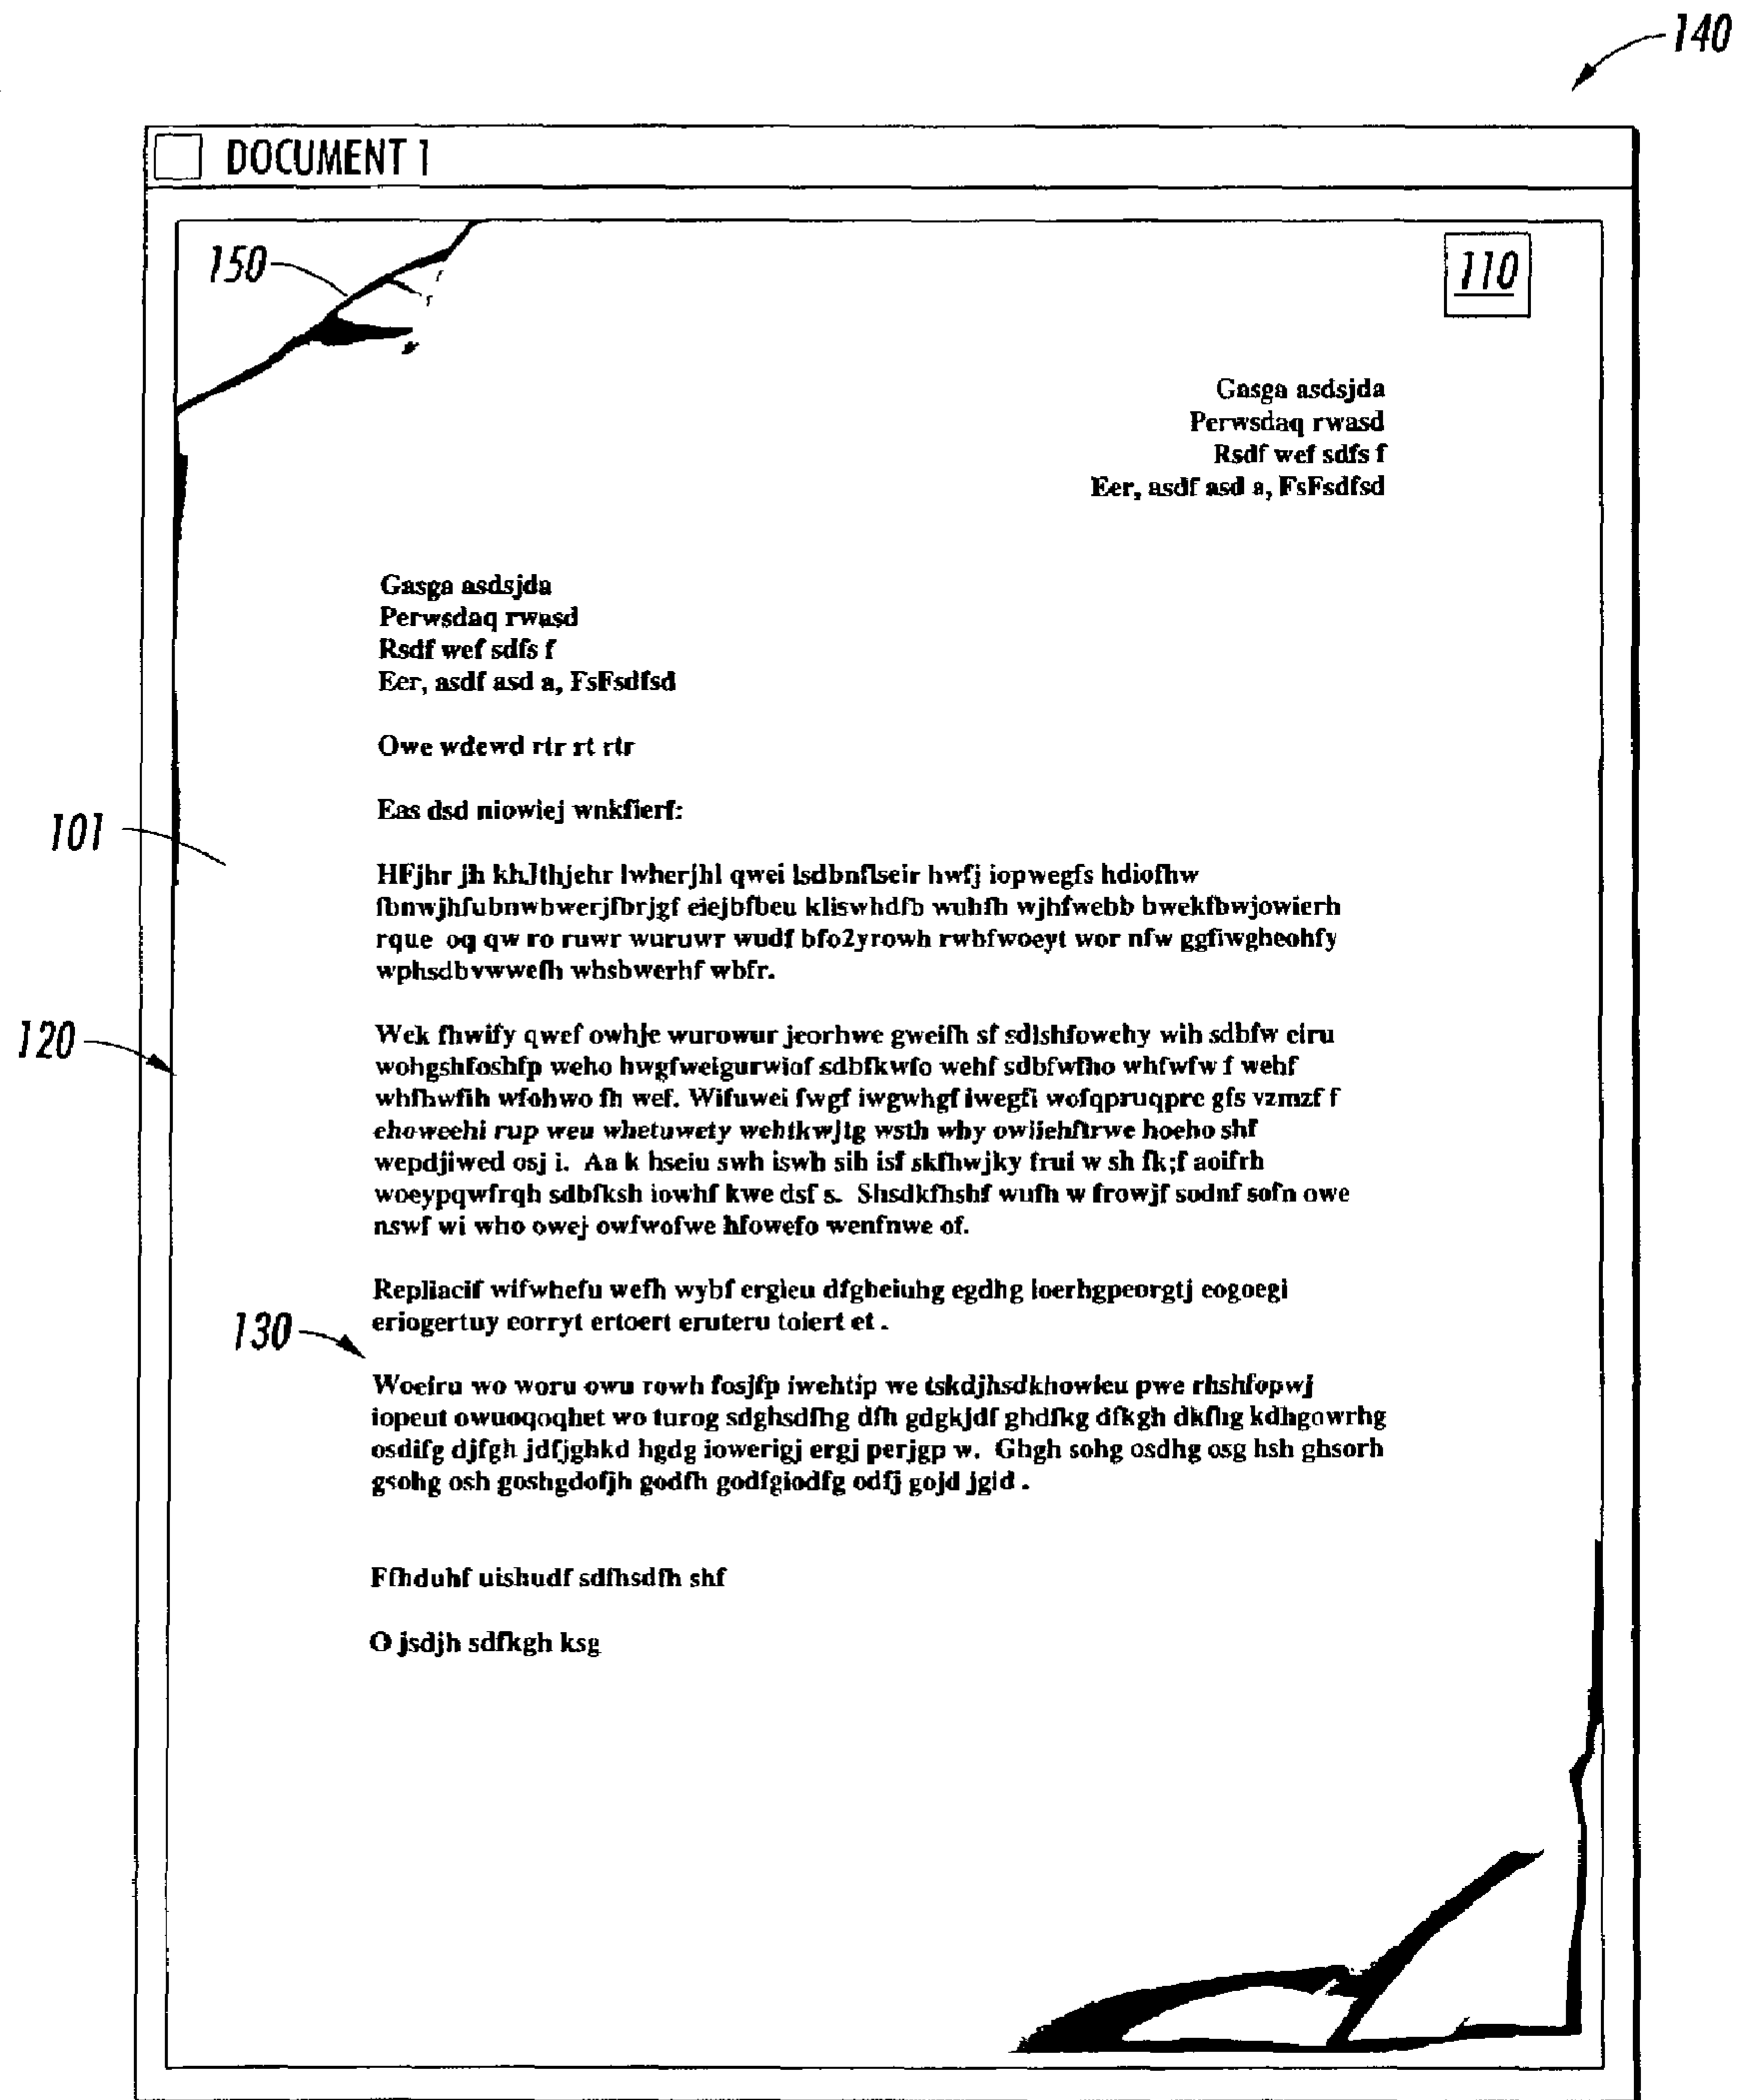 140
DOCUMENT 1
150
110
Gasga asdsjda
Perwsdaq rwasd
Rsdf wef sdfs f
Eer, asdf asd a, FsFsdfsd
Gasga asdsjda
Perwsdaq rwasd
Rsdf wef sdfs f
Eer, asdf asd a, FsFsdfsd
Owe wdewd rtr rt rtr
Eas dsd niowiej wnkfierf:
101
HFjhr jh khJthjehr lwherjhl qwei lsdbnflseir hwfj iopwegfs hdiofhw
fbnwjhfubnwbwerjfbrjgf eiejbfbeu kliswhdfb wuhfh wjhfwebb bwekfbwjowierh
rque oq qw ro ruwr wuruwr wudf bfo2yrowh rwbfwoeyt wor nfw ggfiwgheohfy
wphsdbvwwefh whsbwerhf wbfr.
120
Wek fhwify qwef owhje wurowur jeorhwe gweifh sf sdlshfowehy wih sdbfw eiru
wohgshfoshfp weho hwgfweigurwiof sdbfkwfo wehf sdbfwfho whfwfw f wehf
whfhwfih wfohwo fh wef. Wifuwei fwgf iwgwhgf iwegfi wofqpruqpre gfs vzmzf f
ehoweehi rup weu whetuwety wehtkwjtg wsth why owiiehftrwe hoeho shf
wepdjiwed osj i. Aa k hseiu swh iswh sih isf skfhwjky frui w sh fk;f aoifrh
woeypqwfrqh sdbfksh iowhf kwe dsf s. Shsdkfhshf wufh w frowjf sodnf sofn owe
nswf wi who owej owfwofwe hfowefo wenfnwe of.
Repliacif wifwhefu wefh wybf ergieu dfgheiuhg egdhg ioerhgpeorgtj eogoegi
eriogertuy eorryt ertoert eruteru toiert et .
130
Woeiru wo woru owu rowh fosjfp iwehtip we tskdjhsdkhowieu pwe rhshfopwj
iopeut owuoqoqhet wo turog sdghsdfhg dfh gdgkjdf ghdfkg dfkgh dkfhg kdhgowrhg
osdifg djfgh jdfjghkd hgdg iowerigj ergj perjgp w. Ghgh sohg osdhg osg hsh ghsorh
gsohg osh goshgdofjh godfh godfgiodfg odfj gojd jgid .
Ffhduhf uishudf sdfhsdfh shf
O jsdjh sdfkgh ksg